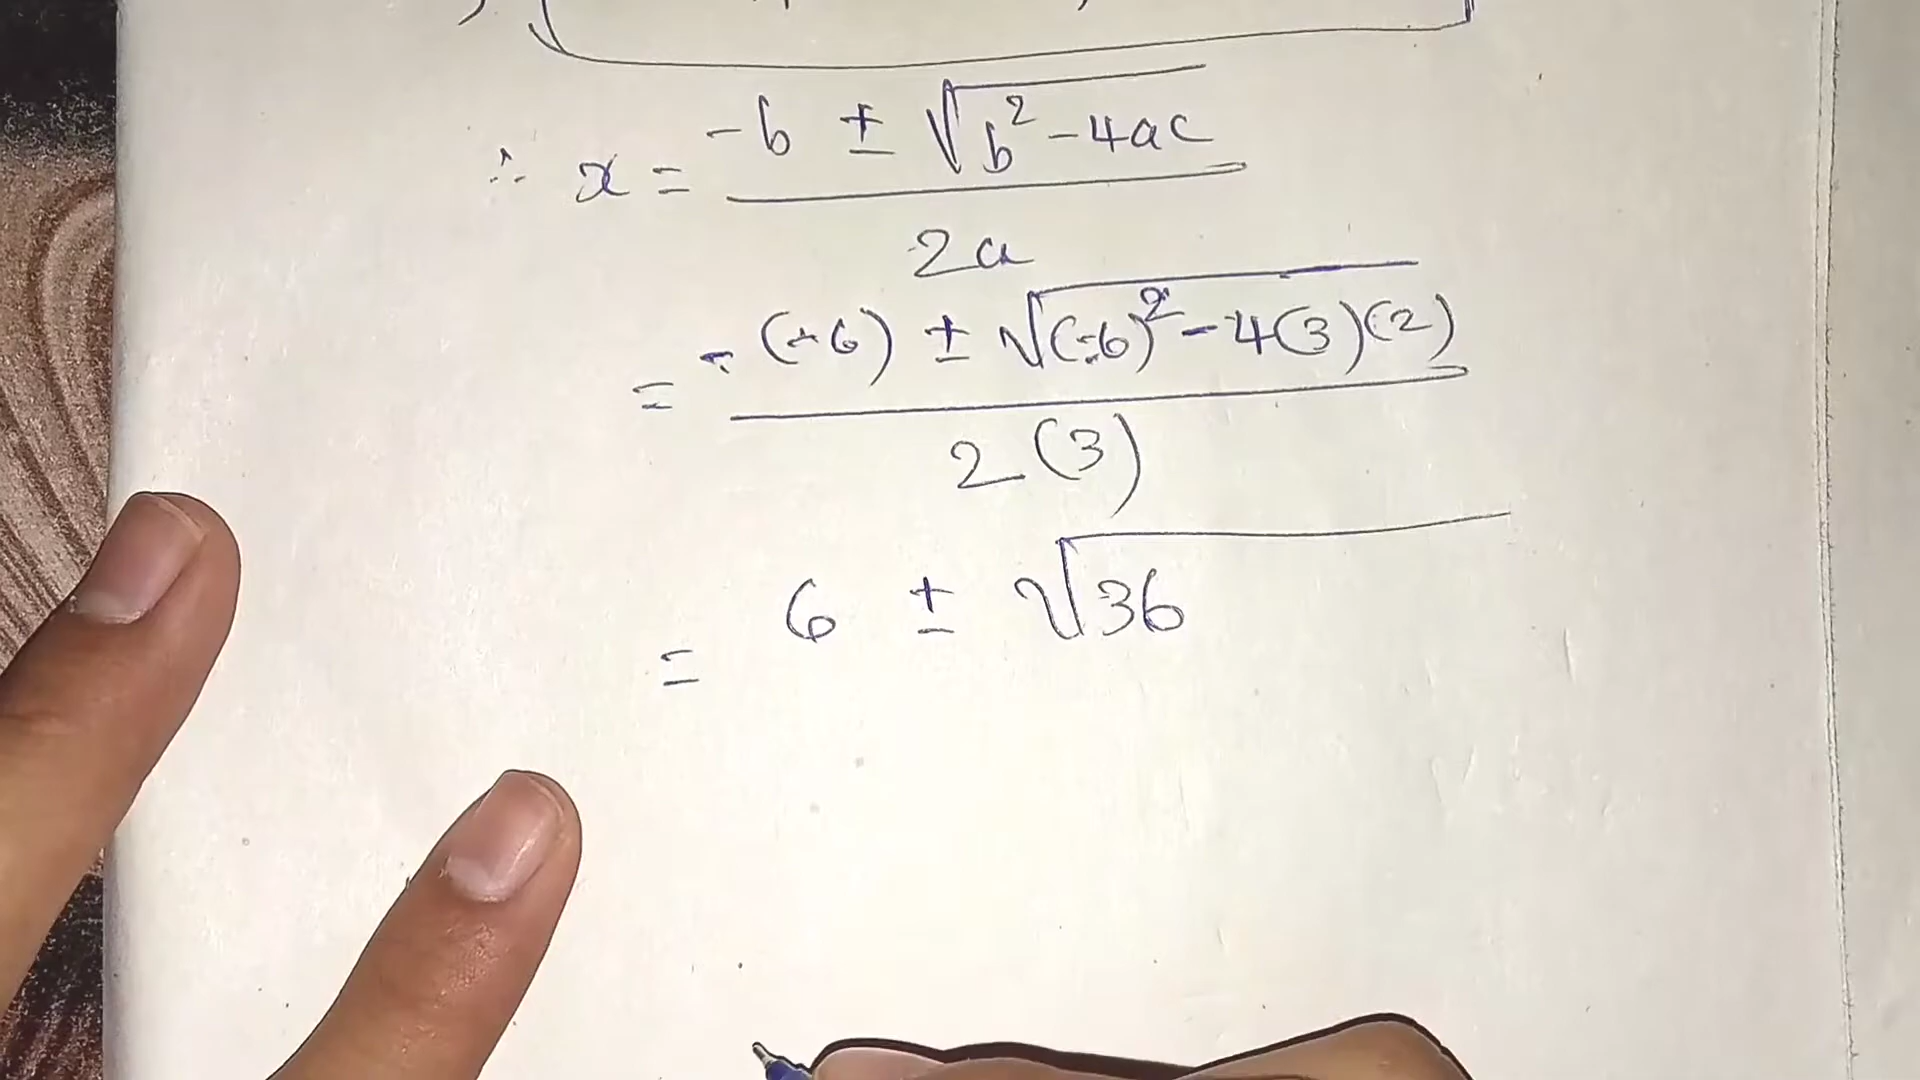 ∴ x = -b ± √b² - 4ac
2a
= -(-6) ± √(-6)² - 4(3)(2)
2(3)
= 6 ± √36